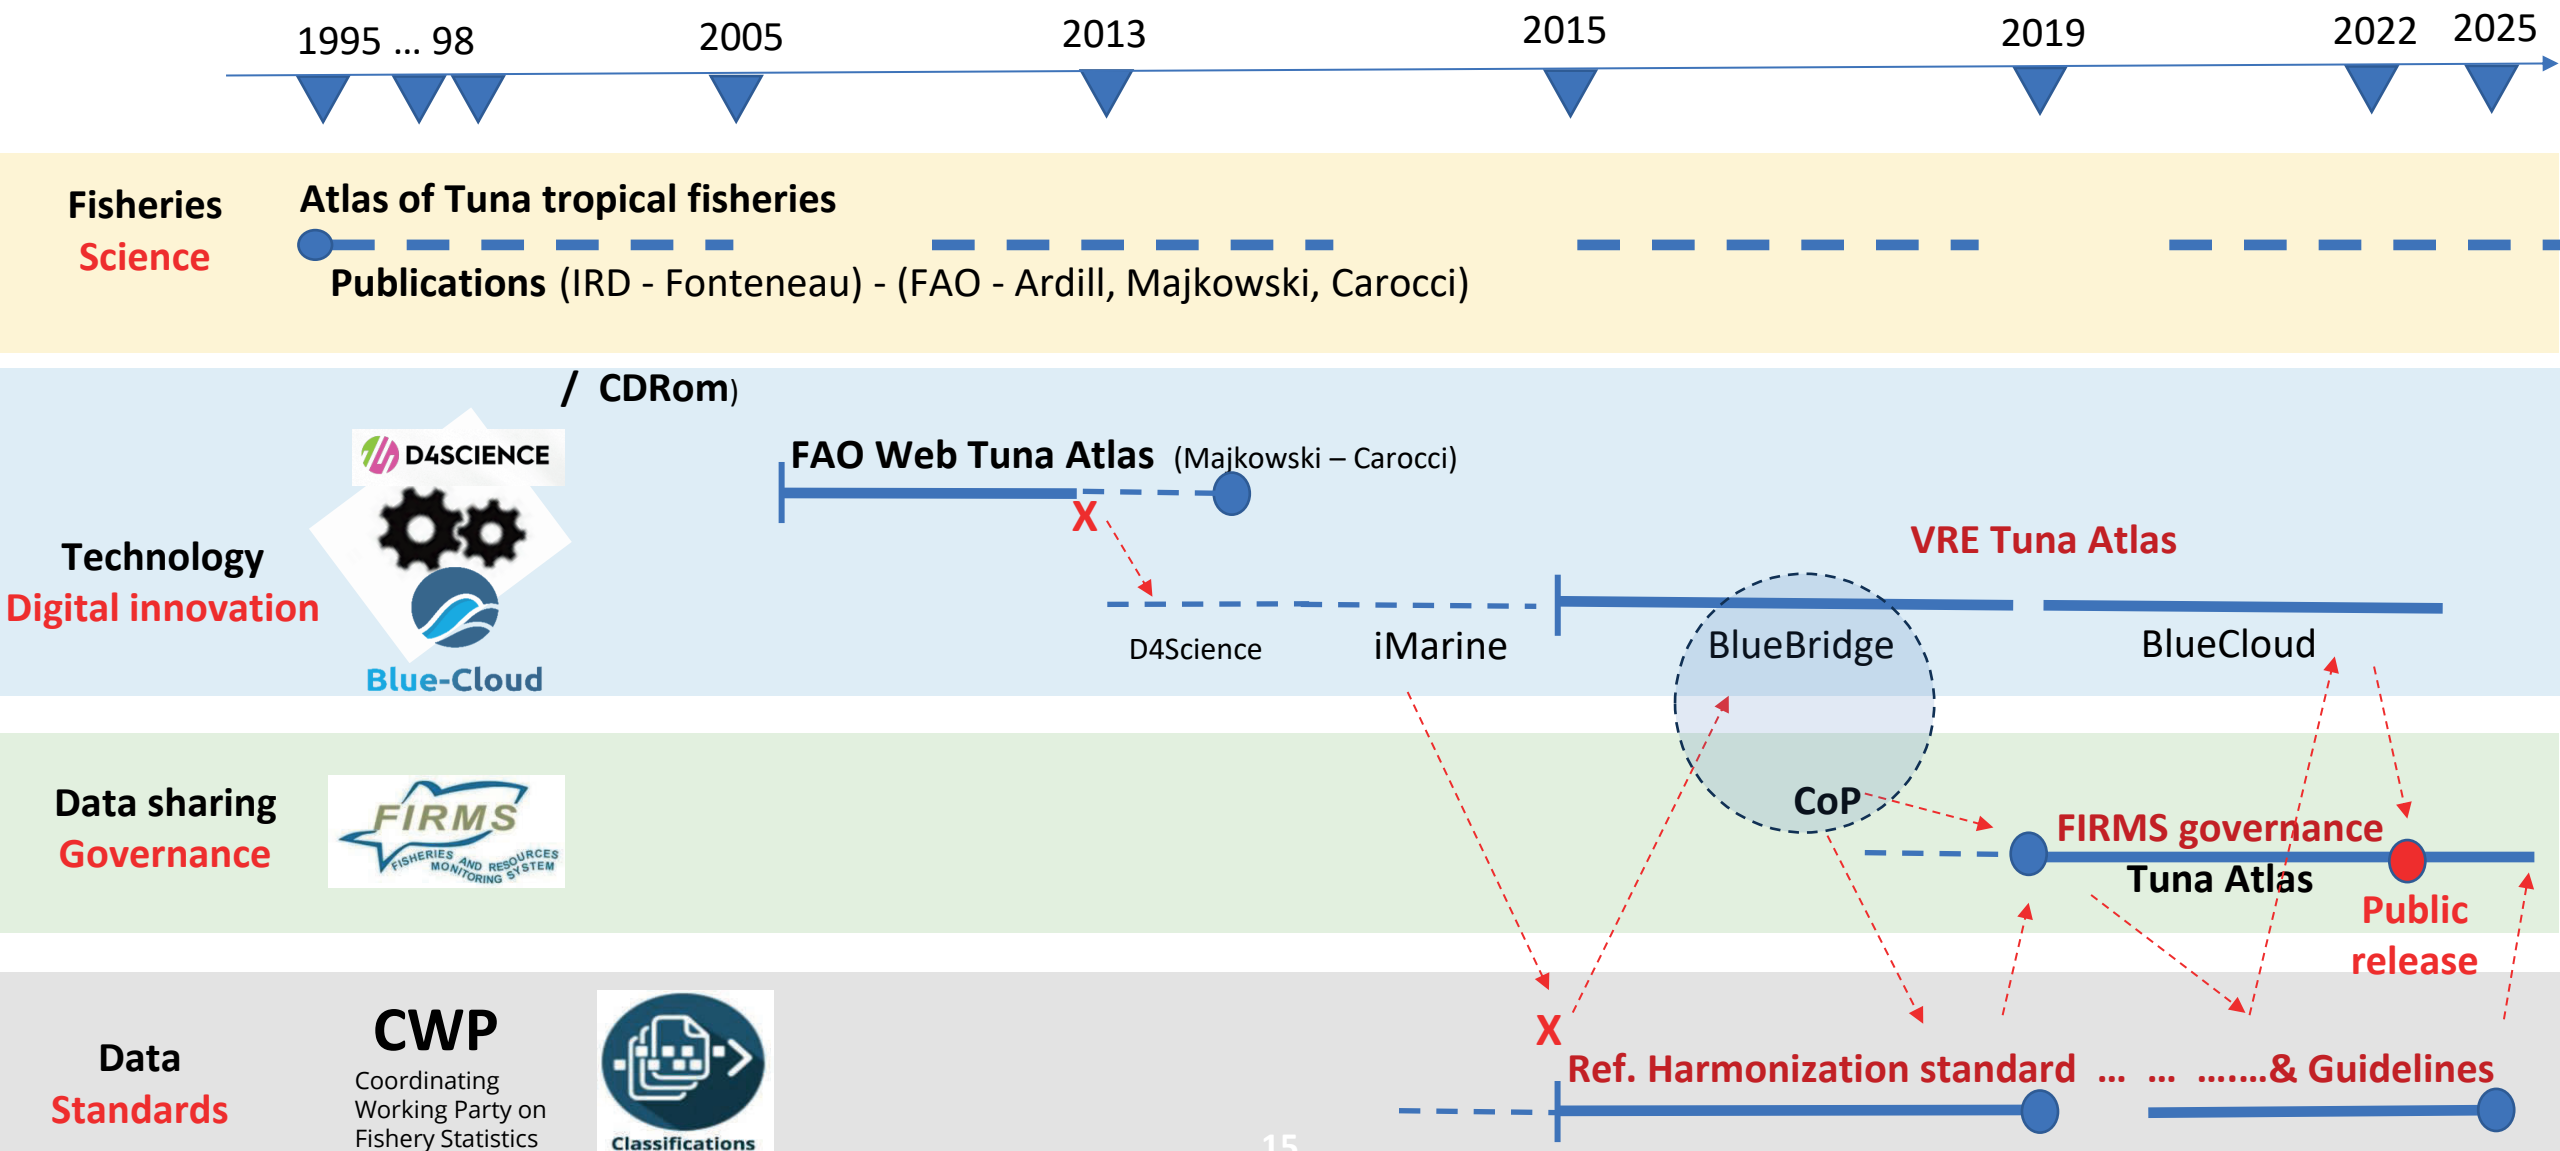 1995 ... 98
2005
2013
2015
2019
2022
2025
Fisheries
Science
Atlas of Tuna tropical fisheries
Publications (IRD - Fonteneau) - (FAO - Ardill, Majkowski, Carocci)
/ CDRom)
D4SCIENCE
FAO Web Tuna Atlas (Majkowski – Carocci)
X
Technology
Digital innovation
Blue-Cloud
VRE Tuna Atlas
D4Science
iMarine
BlueBridge
BlueCloud
Data sharing
Governance
FIRMS
FISHERIES AND RESOURCES
MONITORING SYSTEM
CoP
FIRMS governance
Tuna Atlas
Public
release
Data
Standards
CWP
Coordinating
Working Party on
Fishery Statistics
Classifications
X
Ref. Harmonization standard ... ... .......& Guidelines
15